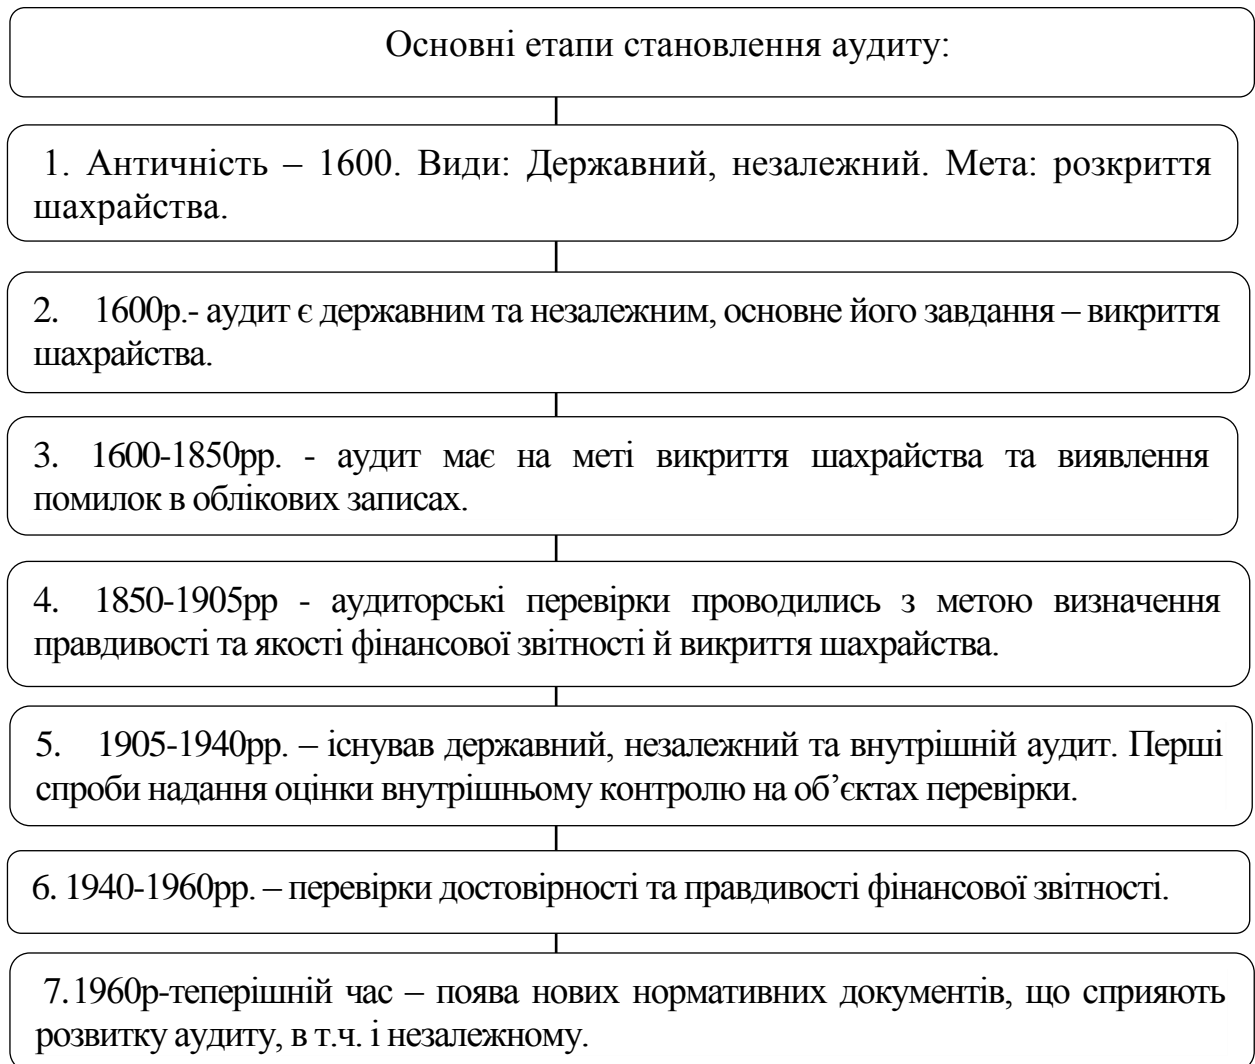 Основні етапи становлення аудиту:
1. Античність – 1600. Види: Державний, незалежний. Мета: розкриття
шахрайства.
2. 1600р.- аудит є державним та незалежним, основне його завдання – викриття
шахрайства.
3. 1600-1850рр. - аудит має на меті викриття шахрайства та виявлення
помилок в облікових записах.
4. 1850-1905рр - аудиторські перевірки проводились з метою визначення
правдивості та якості фінансової звітності й викриття шахрайства.
5. 1905-1940рр. – існував державний, незалежний та внутрішній аудит. Перші
спроби надання оцінки внутрішньому контролю на об’єктах перевірки.
6. 1940-1960рр. – перевірки достовірності та правдивості фінансової звітності.
7. 1960р-теперішній час – поява нових нормативних документів, що сприяють
розвитку аудиту, в т.ч. і незалежному.